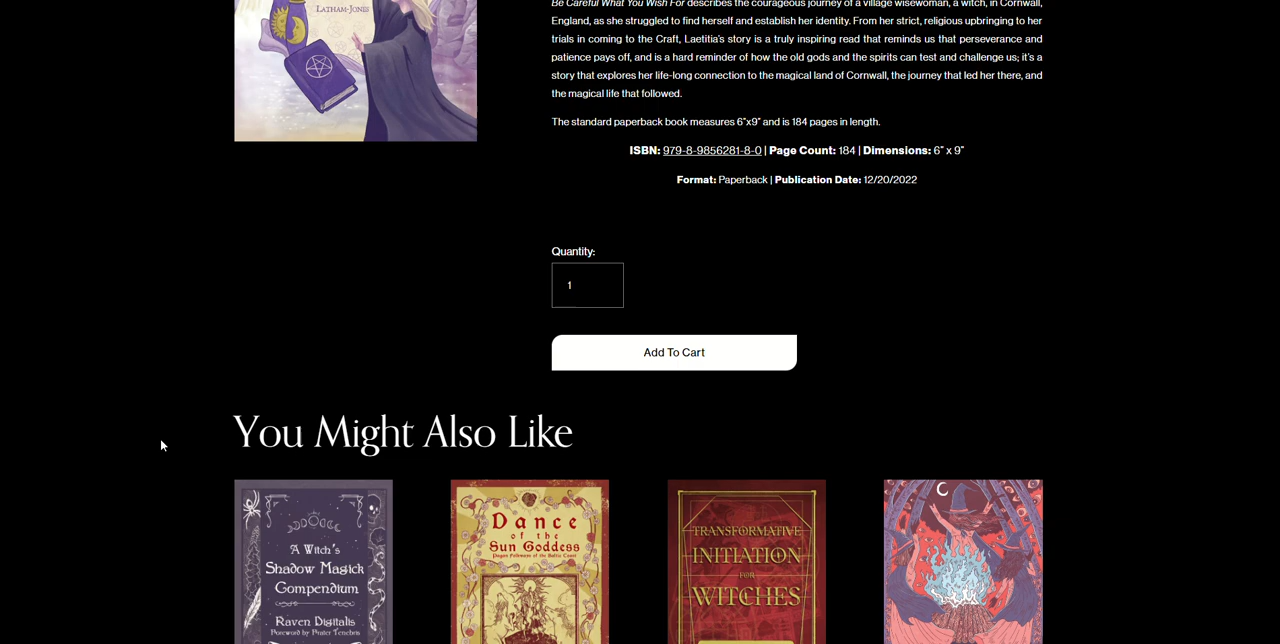 LATHAM-JONES
Be Careful What You Wish For describes the courageous journey of a village wisewoman, a witch, in Cornwall,
England, as she struggled to find herself and establish her identity. From her strict, religious upbringing to her
trials in coming to the Craft, Laetitia's story is a truly inspiring read that reminds us that perseverance and
patience pays off, and is a hard reminder of how the old gods and the spirits can test and challenge us; it's a
story that explores her life-long connection to the magical land of Cornwall, the journey that led her there, and
the magical life that followed.
The standard paperback book measures 6"x9" and is 184 pages in length.
ISBN: 979-8-9856281-8-0 | Page Count: 184 | Dimensions: 6" x 9"
Format: Paperback | Publication Date: 12/20/2022
Quantity:
1
Add To Cart
You Might Also Like
A Witch's
Shadow Magick
Compendium
Raven Digitalis
Foreword by Frater Tenebris
Dance
of the
Sun Goddess
Pagan Folkways of the Baltic Coast
TRANSFORMATIVE
INITIATION
FOR
WITCHES